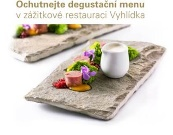 Ochutnejte degustační menu
v zážitkové restauraci Vyhlídka